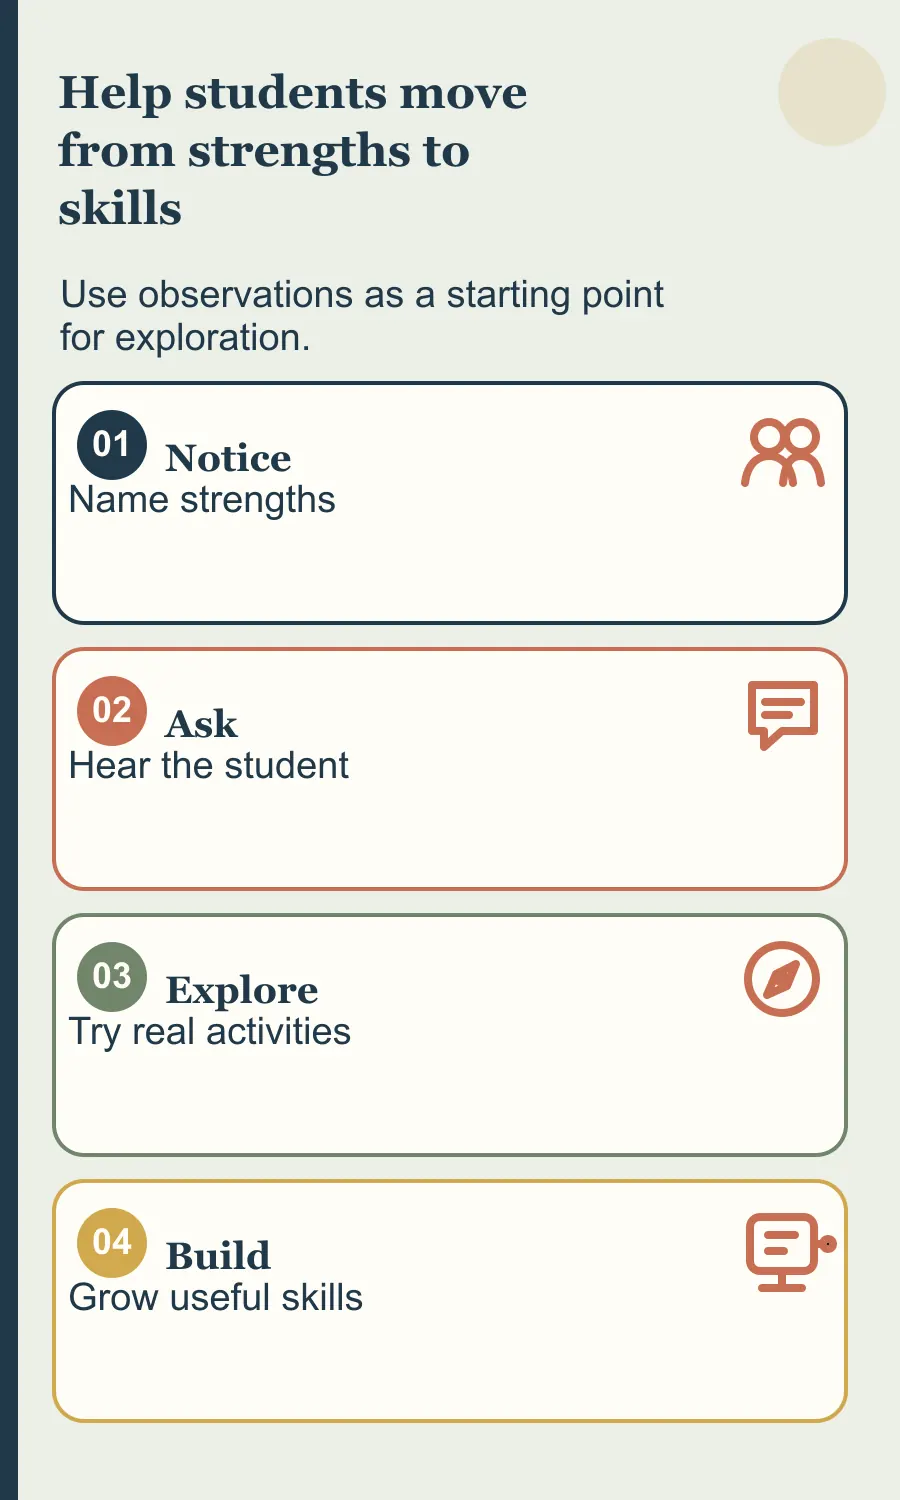 Help students move
from strengths to
skills
Use observations as a starting point
for exploration.
01
Notice
Name strengths
02
Ask
Hear the student
03
Explore
Try real activities
04
Build
Grow useful skills